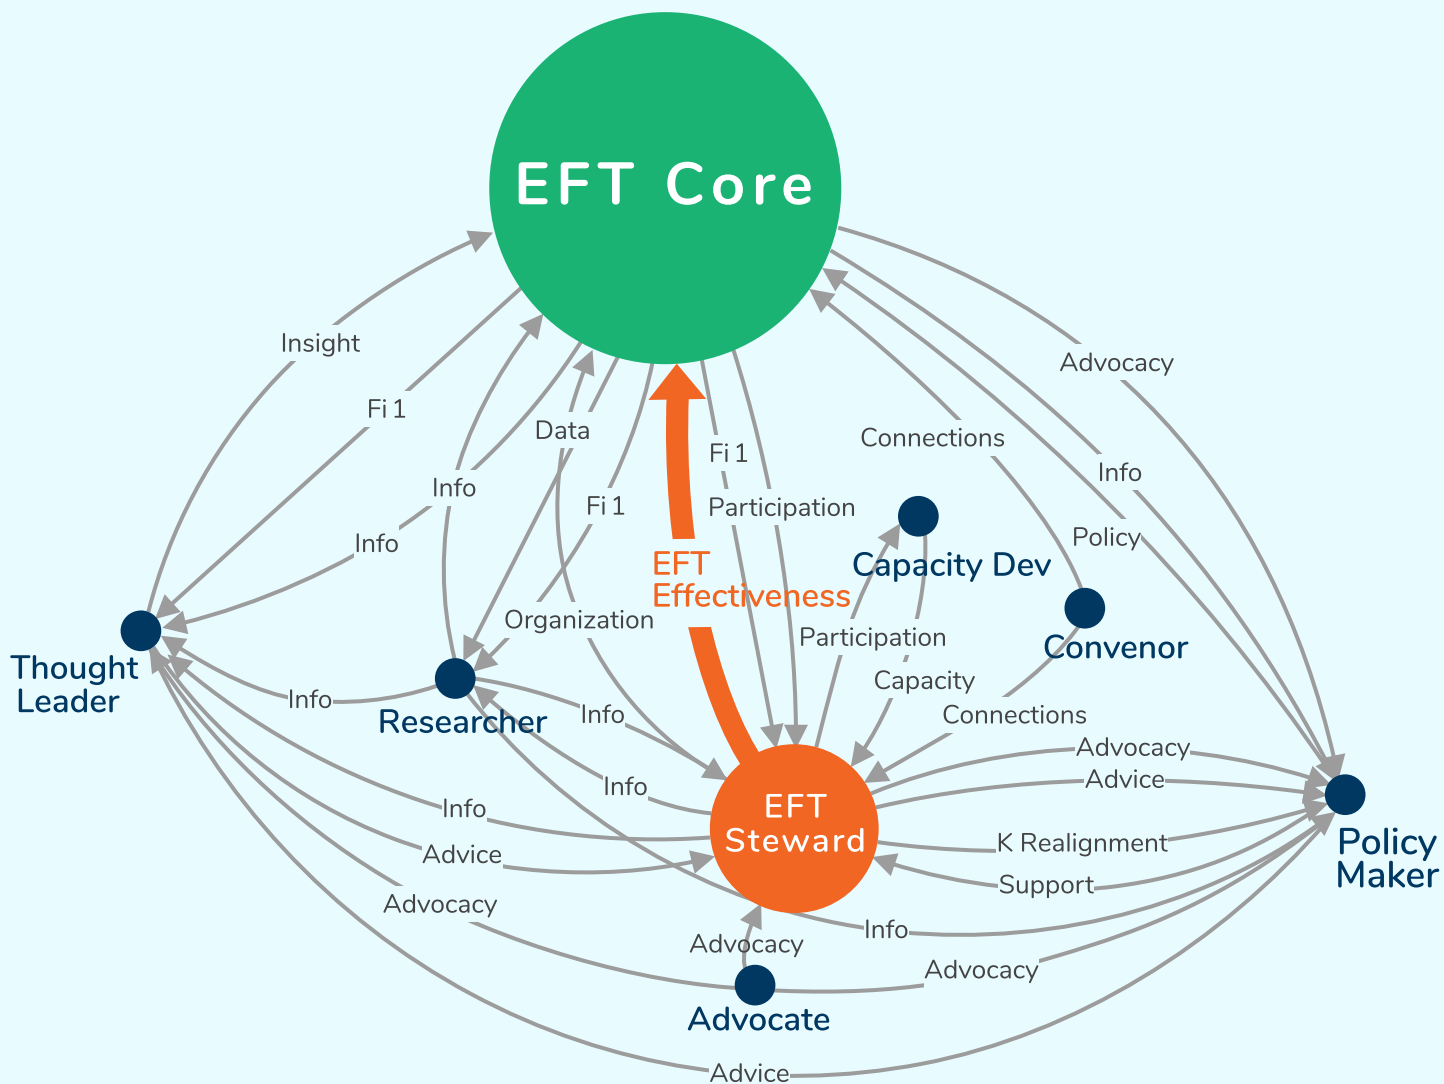 EFT Core
Insight
Advocacy
Fi 1
Data
Connections
Fi 1
Info
Info
Fi 1
Participation
Policy
Info
EFT
Effectiveness
Capacity Dev
Organization
Participation
Convenor
Thought
Leader
Capacity
Info
Researcher
Info
Connections
Advocacy
Info
Advice
Info
EFT
Steward
K Realignment
Policy
Maker
Advice
Support
Advocacy
Info
Advocacy
Advocacy
Advocate
Advice